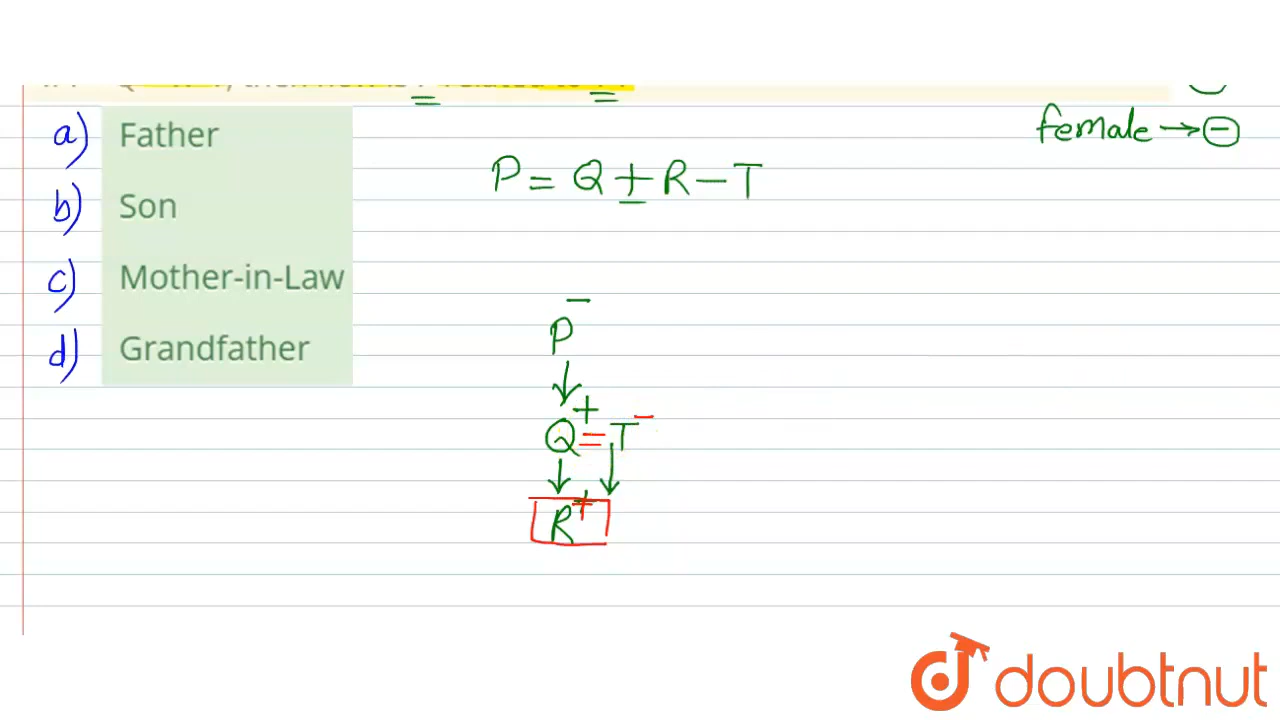 a) Father
female → ⊖
P = Q + R - T
b) Son
c) Mother-in-Law
P -
d) Grandfather
Q + = T -
R +
doubtnut